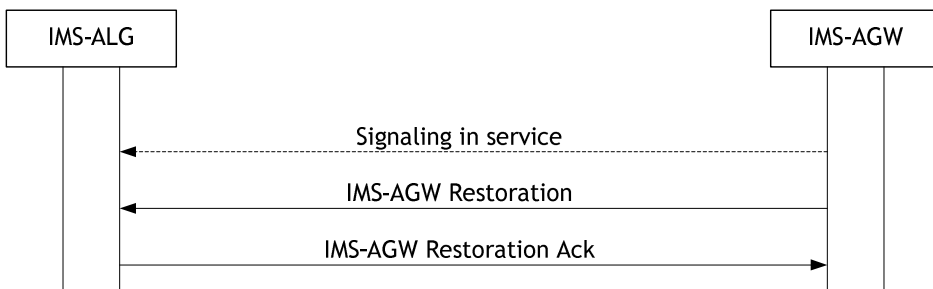 IMS-ALG
IMS-AGW
Signaling in service
IMS-AGW Restoration
IMS-AGW Restoration Ack